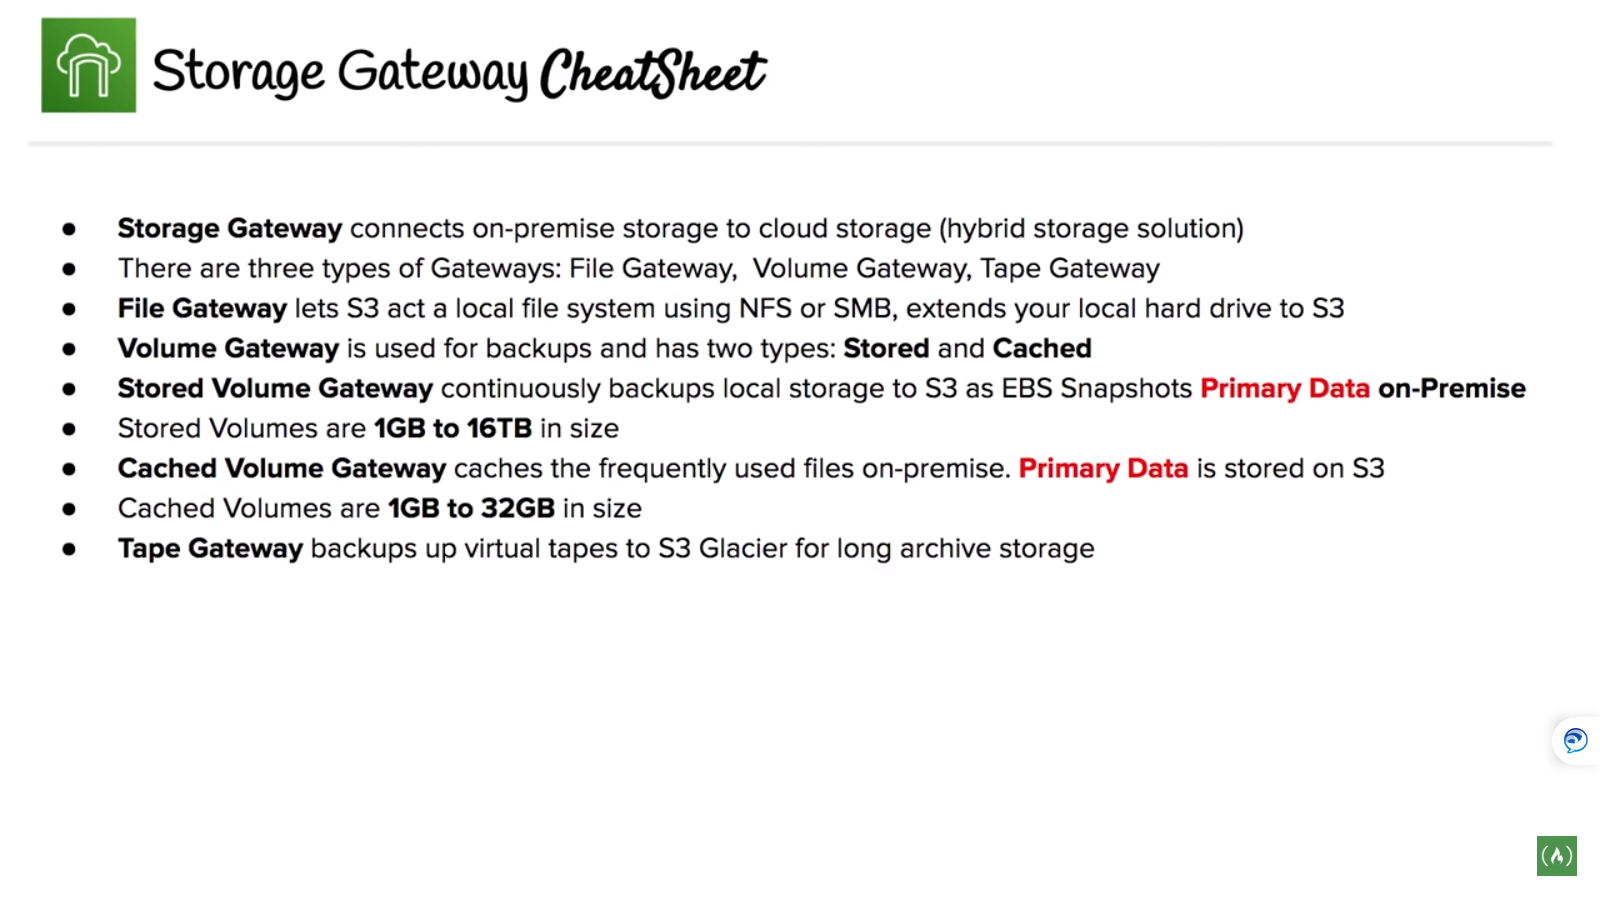 Storage Gateway CheatSheet
● Storage Gateway connects on-premise storage to cloud storage (hybrid storage solution)
● There are three types of Gateways: File Gateway,  Volume Gateway, Tape Gateway
● File Gateway lets S3 act a local file system using NFS or SMB, extends your local hard drive to S3
● Volume Gateway is used for backups and has two types: Stored and Cached
● Stored Volume Gateway continuously backups local storage to S3 as EBS Snapshots Primary Data on-Premise
● Stored Volumes are 1GB to 16TB in size
● Cached Volume Gateway caches the frequently used files on-premise. Primary Data is stored on S3
● Cached Volumes are 1GB to 32GB in size
● Tape Gateway backups up virtual tapes to S3 Glacier for long archive storage